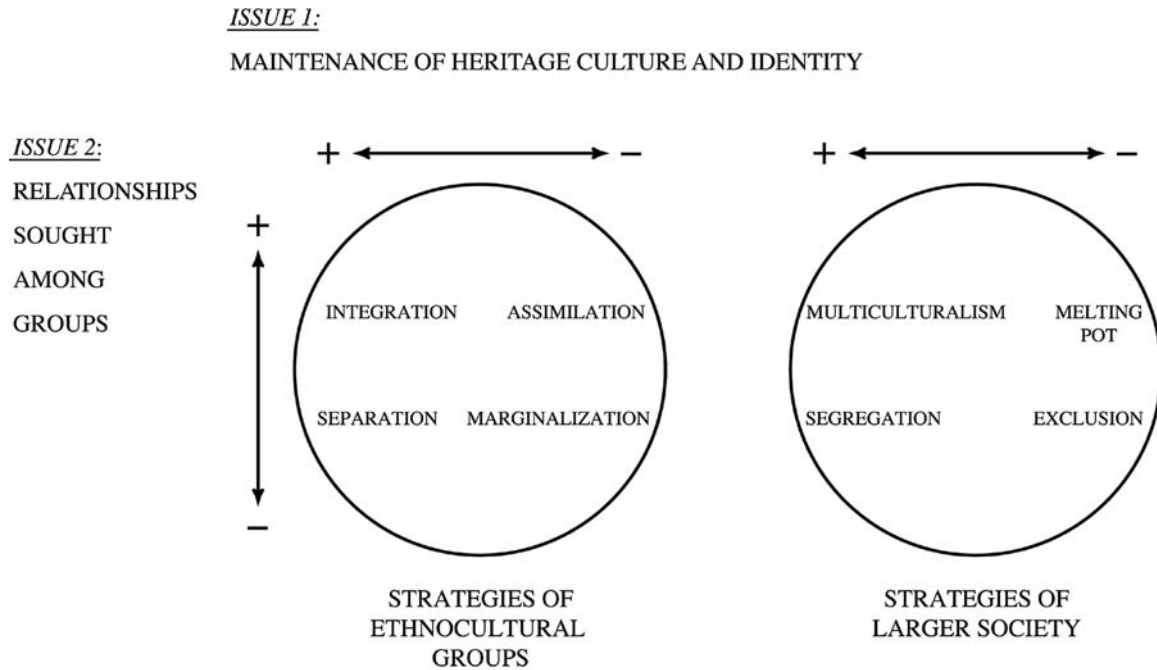 ISSUE 1:
MAINTENANCE OF HERITAGE CULTURE AND IDENTITY
ISSUE 2:
RELATIONSHIPS
SOUGHT
AMONG
GROUPS
+ −
+ −
+
−
INTEGRATION ASSIMILATION
SEPARATION MARGINALIZATION
MULTICULTURALISM MELTING
POT
SEGREGATION EXCLUSION
STRATEGIES OF
ETHNOCULTURAL
GROUPS
STRATEGIES OF
LARGER SOCIETY